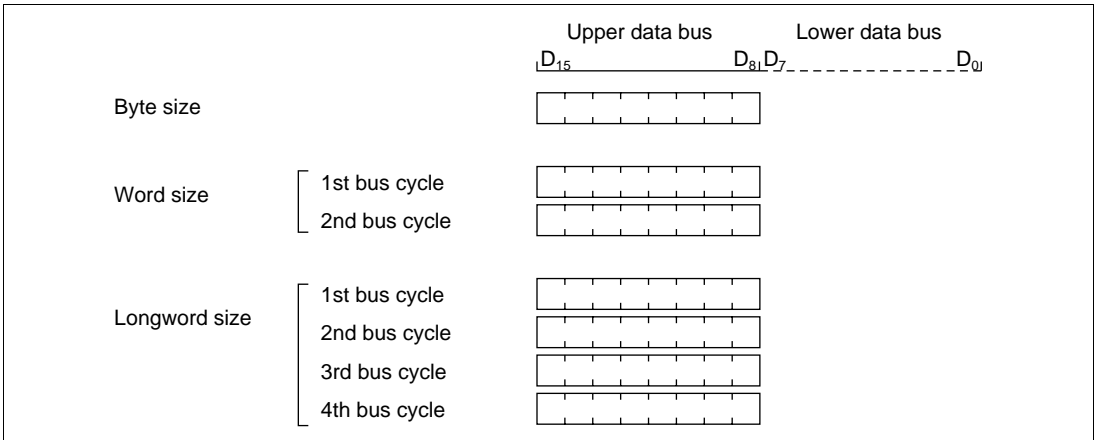 Upper data bus Lower data bus
D15 D8 D7 D0
Byte size
Word size
1st bus cycle
2nd bus cycle
Longword size
1st bus cycle
2nd bus cycle
3rd bus cycle
4th bus cycle